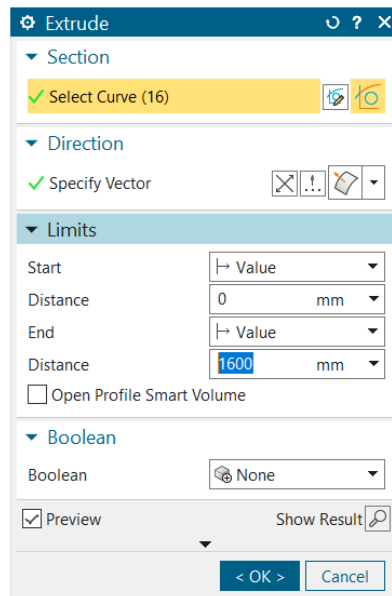 Extrude ?
Section
Select Curve (16)
Direction
Specify Vector
Limits
Start Value
Distance 0 mm
End Value
Distance 1600 mm
Open Profile Smart Volume
Boolean
Boolean None
Preview Show Result
< OK > Cancel